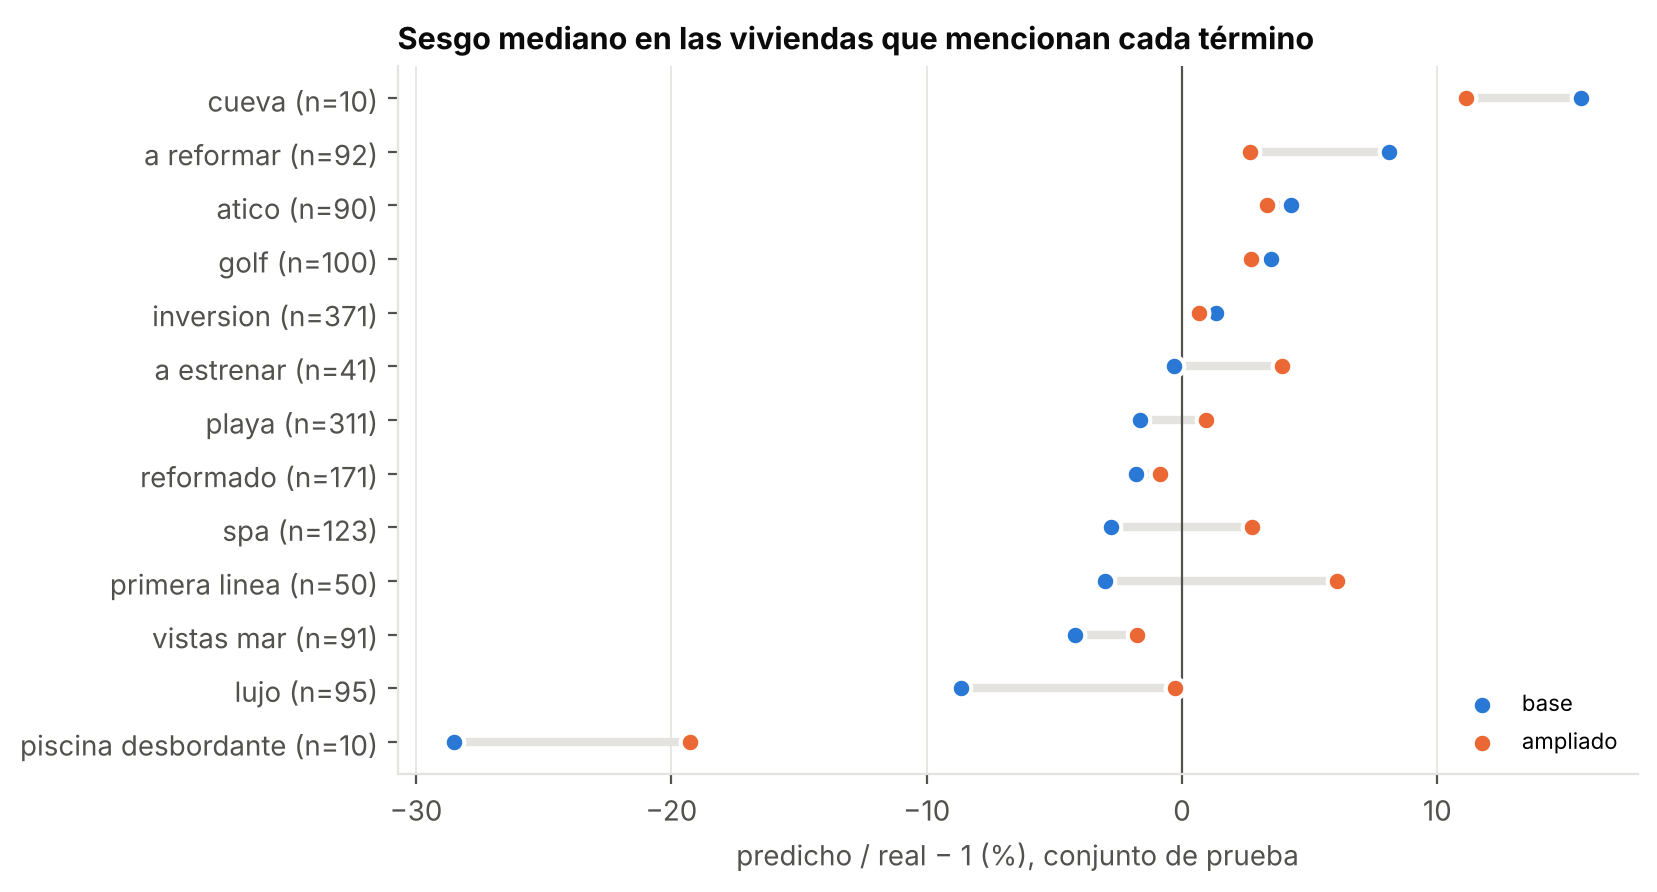 Sesgo mediano en las viviendas que mencionan cada término
cueva (n=10)
a reformar (n=92)
atico (n=90)
golf (n=100)
inversion (n=371)
a estrenar (n=41)
playa (n=311)
reformado (n=171)
spa (n=123)
primera linea (n=50)
vistas mar (n=91)
lujo (n=95)
piscina desbordante (n=10)
base
ampliado
−30 −20 −10 0 10
predicho / real − 1 (%), conjunto de prueba